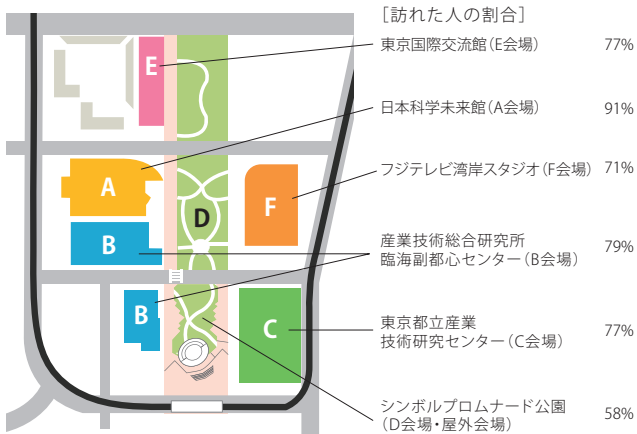 [訪れた人の割合]
東京国際交流館(E会場) 77%
日本科学未来館(A会場) 91%
フジテレビ湾岸スタジオ(F会場) 71%
産業技術総合研究所
臨海副都心センター(B会場) 79%
東京都立産業
技術研究センター(C会場) 77%
シンボルプロムナード公園
(D会場・屋外会場) 58%
E
A
D
F
B
B
C